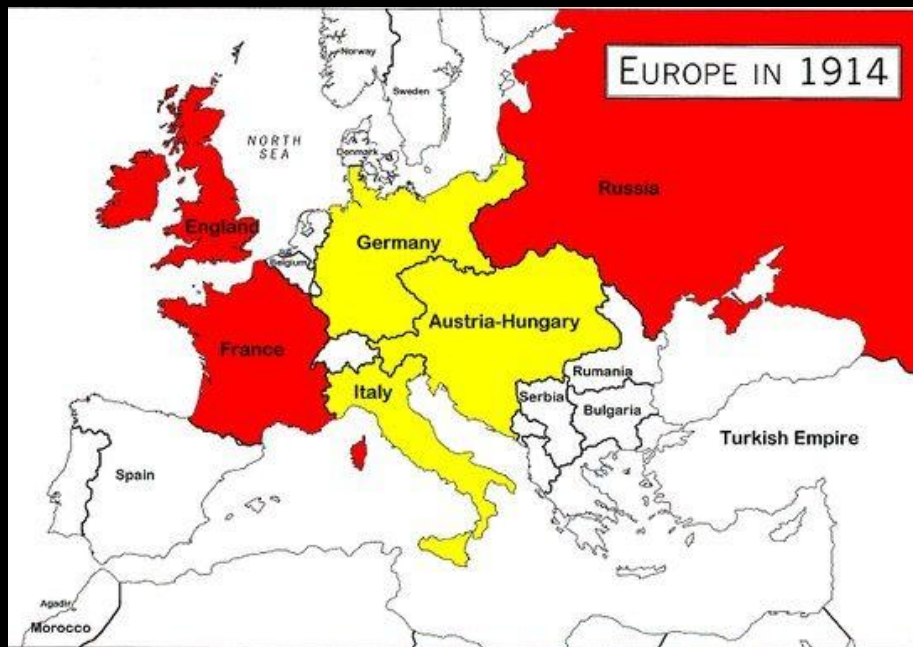 EUROPE IN 1914
Norway
Sweden
NORTH
SEA
Denmark
Russia
England
Germany
Belgium
Austria-Hungary
France
Italy
Rumania
Serbia
Bulgaria
Turkish Empire
Spain
Agadir
Morocco